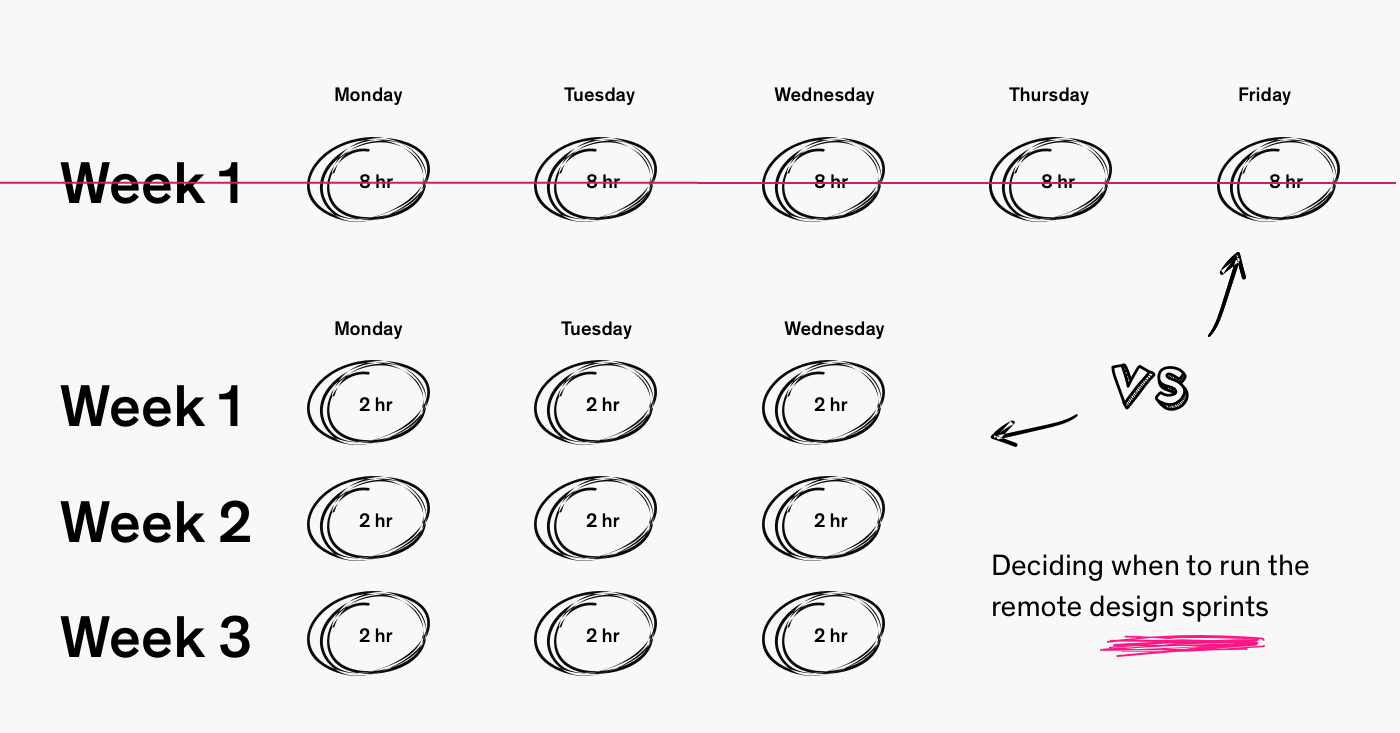 Monday Tuesday Wednesday Thursday Friday
Week 1 8 hr 8 hr 8 hr 8 hr 8 hr
Monday Tuesday Wednesday
VS
Week 1 2 hr 2 hr 2 hr
Week 2 2 hr 2 hr 2 hr
Deciding when to run the
remote design sprints
Week 3 2 hr 2 hr 2 hr